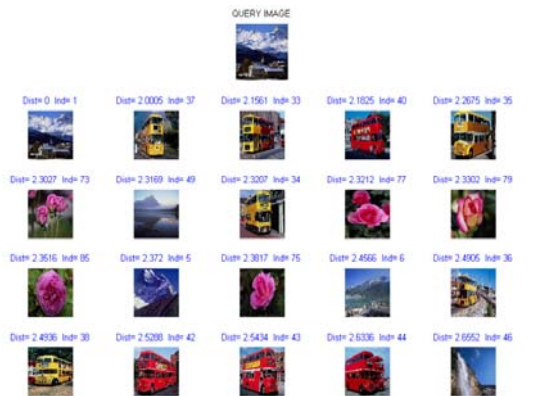 QUERY IMAGE
Dist= 0 Ind= 1 Dist= 2.0005 Ind= 37 Dist= 2.1561 Ind= 33 Dist= 2.1825 Ind= 40 Dist= 2.2675 Ind= 35
Dist= 2.3027 Ind= 73 Dist= 2.3169 Ind= 49 Dist= 2.3207 Ind= 34 Dist= 2.3212 Ind= 77 Dist= 2.3302 Ind= 79
Dist= 2.3516 Ind= 85 Dist= 2.372 Ind= 5 Dist= 2.3817 Ind= 75 Dist= 2.4566 Ind= 6 Dist= 2.4905 Ind= 36
Dist= 2.4936 Ind= 38 Dist= 2.5288 Ind= 42 Dist= 2.5434 Ind= 43 Dist= 2.6336 Ind= 44 Dist= 2.6552 Ind= 46